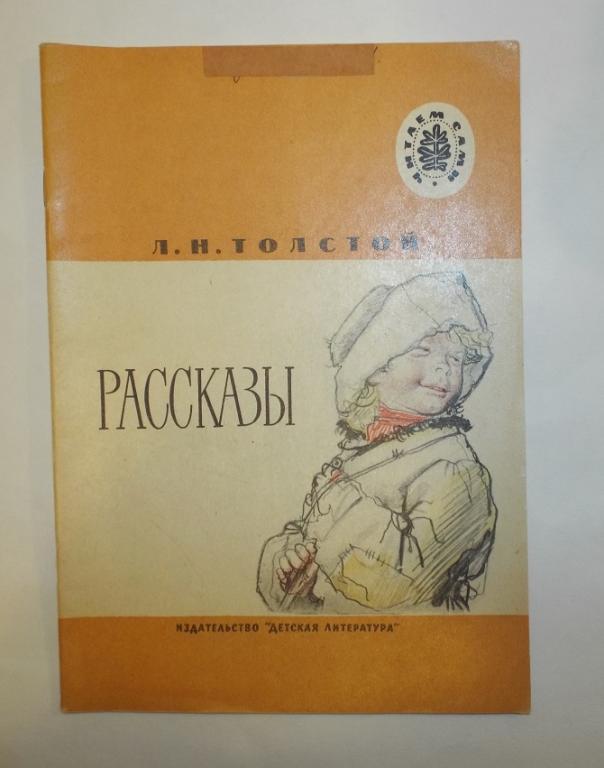 ЧИТАЕМ САМИ
Л. Н. ТОЛСТОЙ
РАССКАЗЫ
ИЗДАТЕЛЬСТВО "ДЕТСКАЯ ЛИТЕРАТУРА"